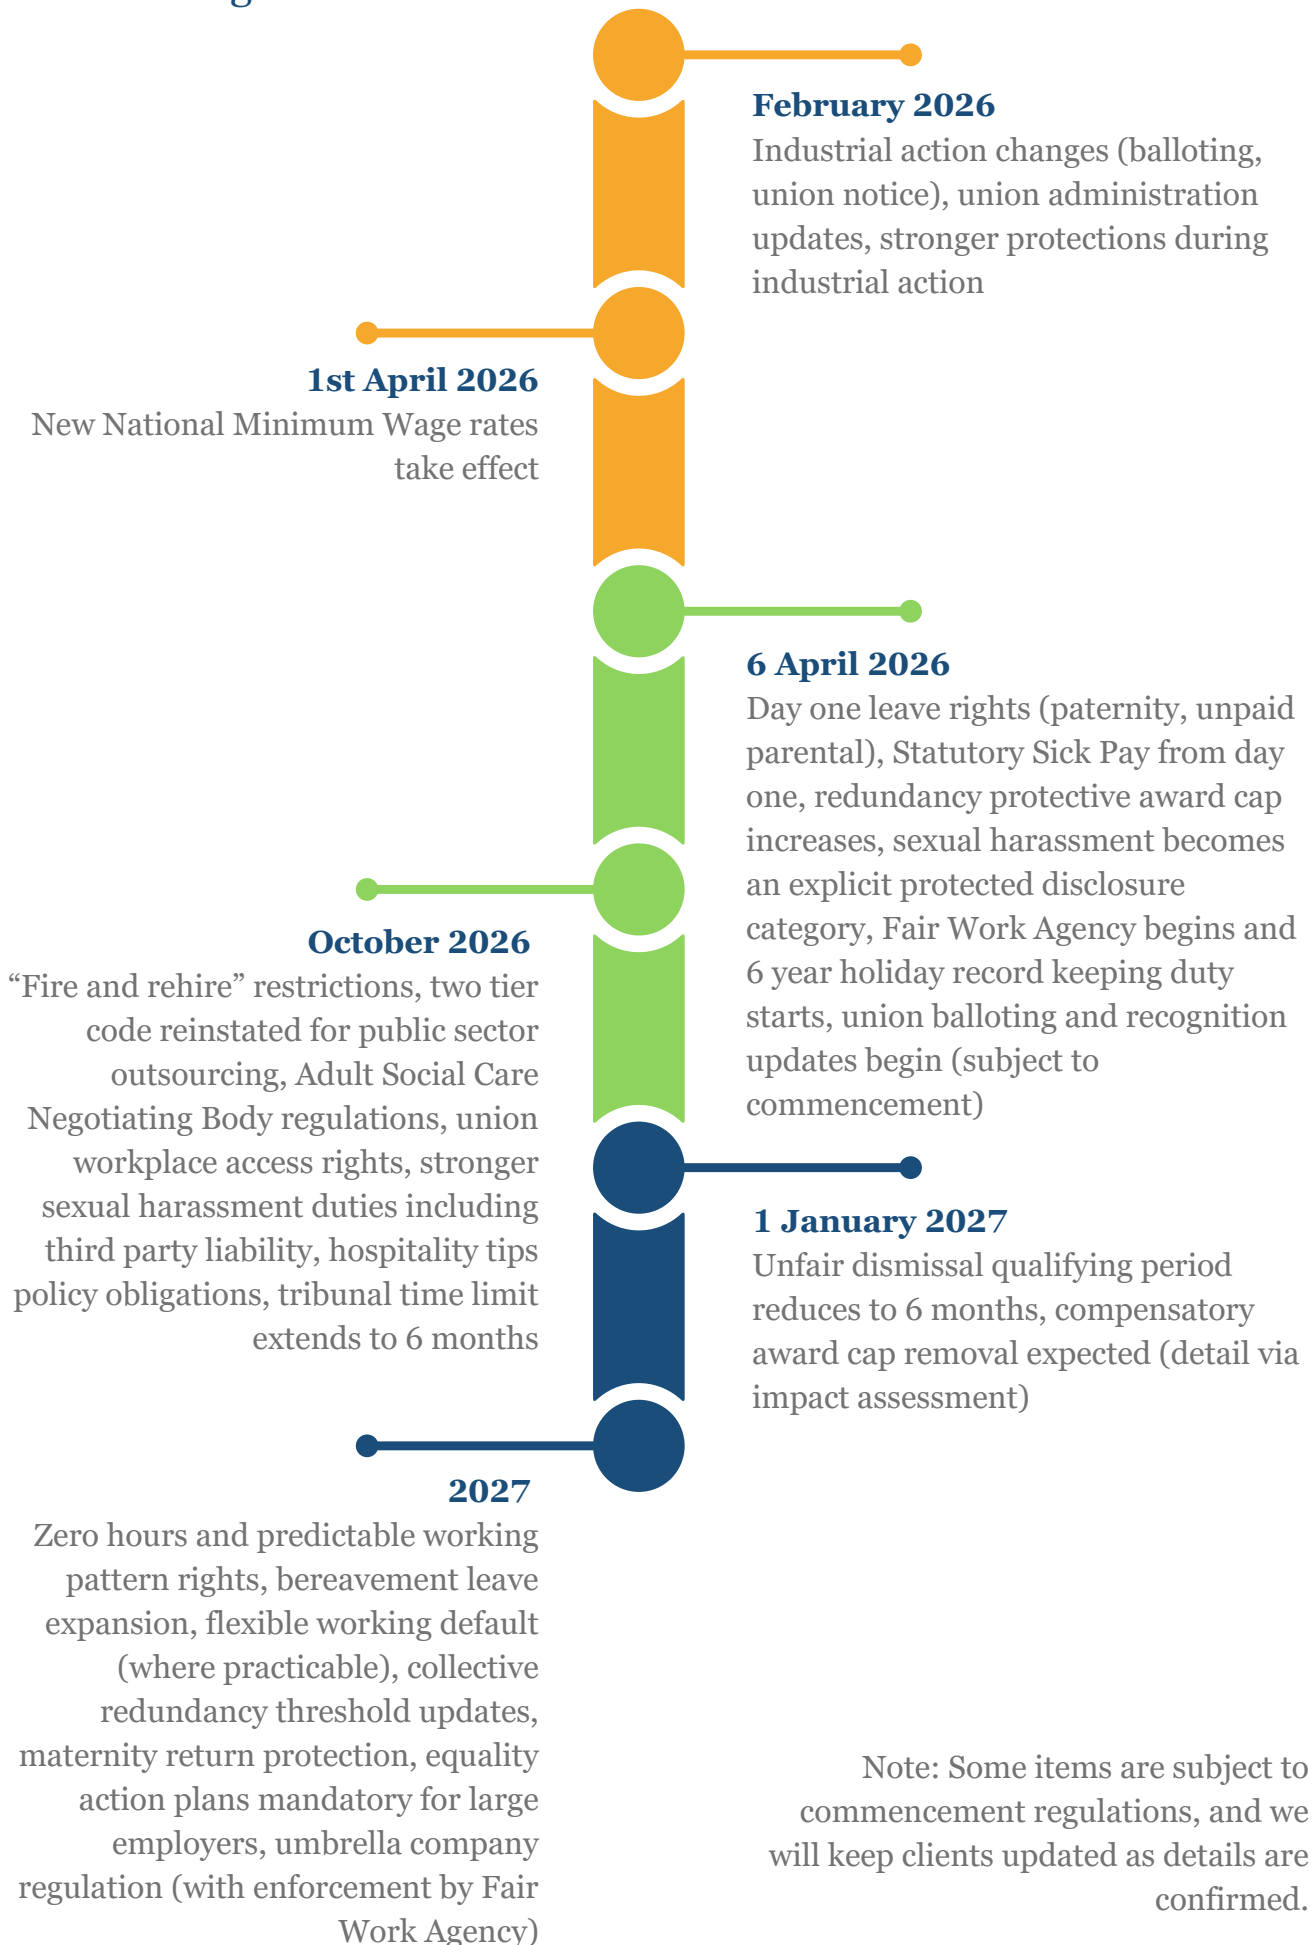 February 2026
Industrial action changes (balloting,
union notice), union administration
updates, stronger protections during
industrial action
1st April 2026
New National Minimum Wage rates
take effect
6 April 2026
Day one leave rights (paternity, unpaid
parental), Statutory Sick Pay from day
one, redundancy protective award cap
increases, sexual harassment becomes
an explicit protected disclosure
category, Fair Work Agency begins and
6 year holiday record keeping duty
starts, union balloting and recognition
updates begin (subject to
commencement)
October 2026
“Fire and rehire” restrictions, two tier
code reinstated for public sector
outsourcing, Adult Social Care
Negotiating Body regulations, union
workplace access rights, stronger
sexual harassment duties including
third party liability, hospitality tips
policy obligations, tribunal time limit
extends to 6 months
1 January 2027
Unfair dismissal qualifying period
reduces to 6 months, compensatory
award cap removal expected (detail via
impact assessment)
2027
Zero hours and predictable working
pattern rights, bereavement leave
expansion, flexible working default
(where practicable), collective
redundancy threshold updates,
maternity return protection, equality
action plans mandatory for large
employers, umbrella company
regulation (with enforcement by Fair
Work Agency)
Note: Some items are subject to
commencement regulations, and we
will keep clients updated as details are
confirmed.